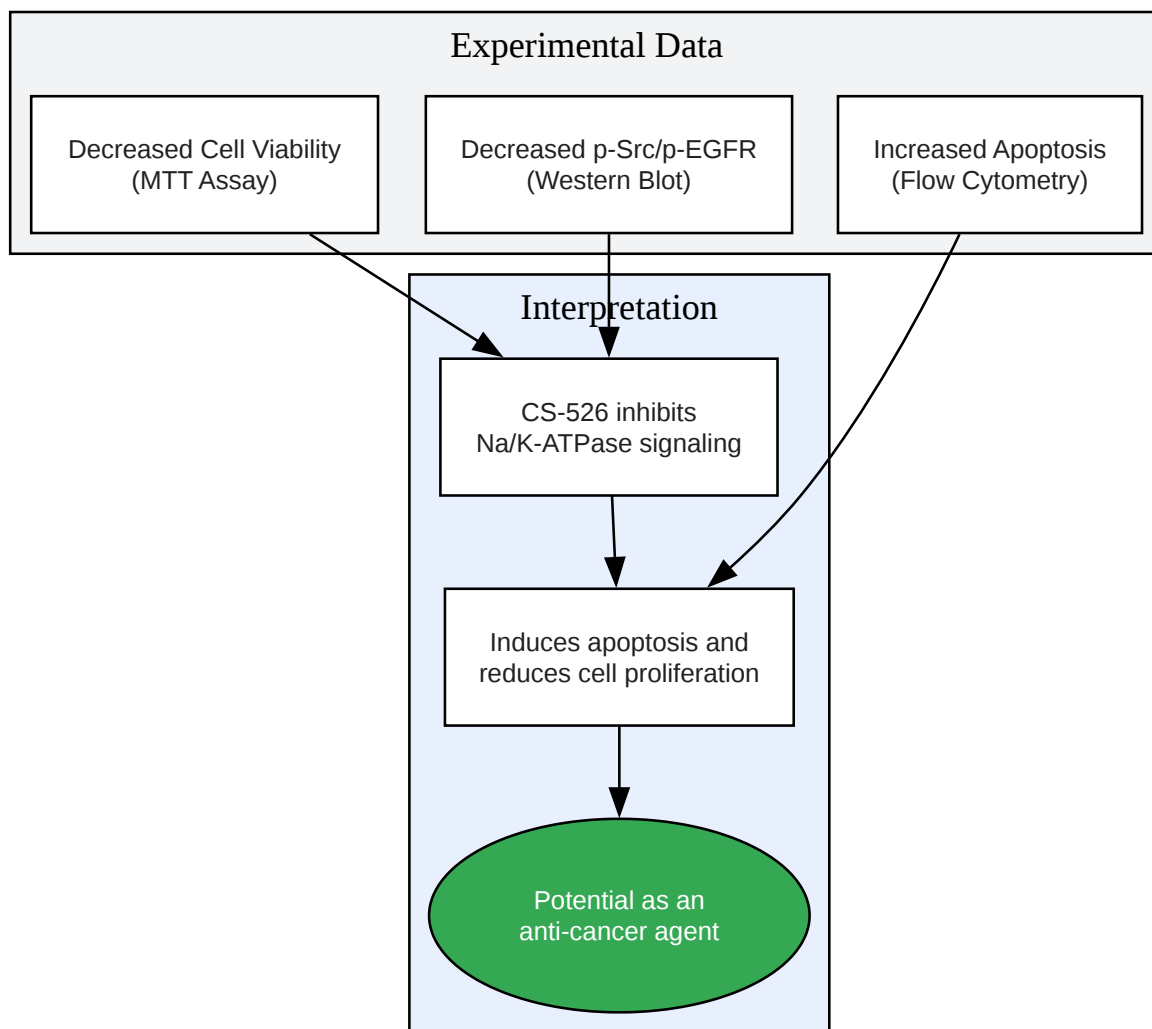 Experimental Data
Decreased Cell Viability
(MTT Assay)
Decreased p-Src/p-EGFR
(Western Blot)
Increased Apoptosis
(Flow Cytometry)
Interpretation
CS-526 inhibits
Na/K-ATPase signaling
Induces apoptosis and
reduces cell proliferation
Potential as an
anti-cancer agent